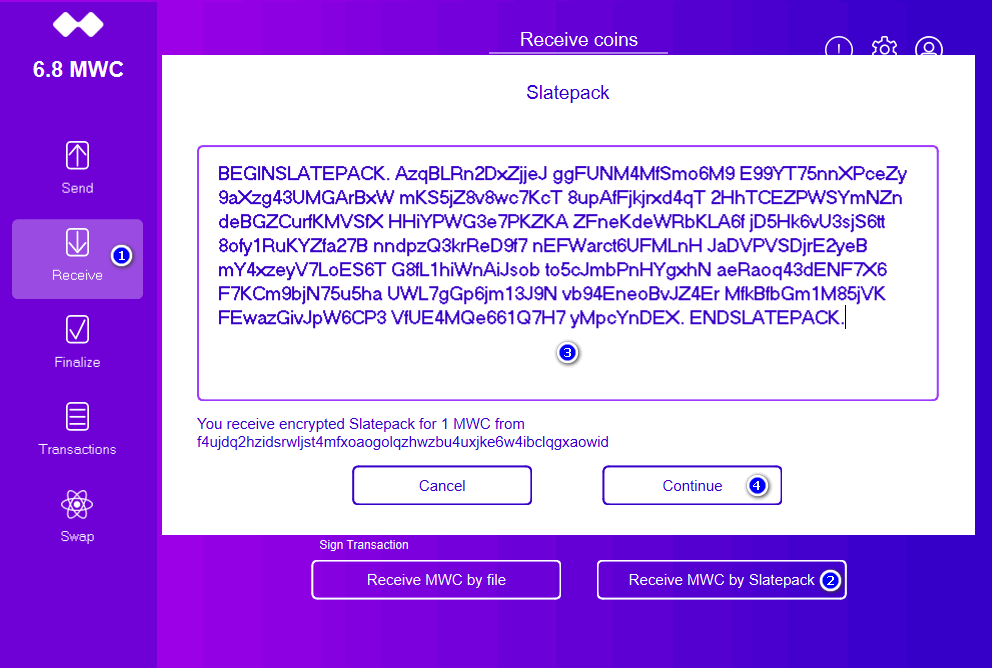 6.8 MWC
Send
Receive 1
Finalize
Transactions
Swap
Receive coins
Slatepack
BEGINSLATEPACK. AzqBLRn2DxZjjeJ ggFUNM4MfSmo6M9 E99YT75nnXPceZy
9aXzg43UMGArBxW mKS5jZ8v8wc7KcT 8upAfFjkjrxd4qT 2HhTCEZPWSYmNZn
deBGZCurfKMVSfX HHiYPWG3e7PKZKA ZFneKdeWRbKLA6f jD5Hk6vU3sjS6tt
8ofy1RuKYZfa27B nndpzQ3krReD9f7 nEFWarct6UFMLnH JaDVPVSDjrE2yeB
mY4xzeyV7LoES6T G8fL1hiWnAiJsob to5cJmbPnHYgxhN aeRaoq43dENF7X6
F7KCm9bjN75u5ha UWL7gGp6jm13J9N vb94EneoBvJZ4Er MfkBfbGm1M85jVK
FEwazGivJpW6CP3 VfUE4MQe661Q7H7 yMpcYnDEX. ENDSLATEPACK.
3
You receive encrypted Slatepack for 1 MWC from
f4ujdq2hzidsrwljst4mfxoaogolqzhwzbu4uxjke6w4ibclqgxaowid
Cancel
Continue 4
Sign Transaction
Receive MWC by file
Receive MWC by Slatepack 2